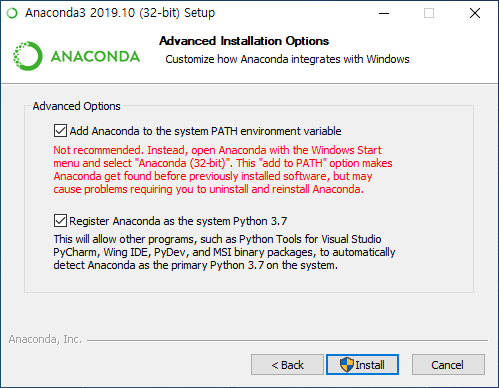 Anaconda3 2019.10 (32-bit) Setup
ANACONDA
Advanced Installation Options
Customize how Anaconda integrates with Windows
Advanced Options
Add Anaconda to the system PATH environment variable
Not recommended. Instead, open Anaconda with the Windows Start
menu and select "Anaconda (32-bit)". This "add to PATH" option makes
Anaconda get found before previously installed software, but may
cause problems requiring you to uninstall and reinstall Anaconda.
Register Anaconda as the system Python 3.7
This will allow other programs, such as Python Tools for Visual Studio
PyCharm, Wing IDE, PyDev, and MSI binary packages, to automatically
detect Anaconda as the primary Python 3.7 on the system.
Anaconda, Inc.
< Back
Install
Cancel